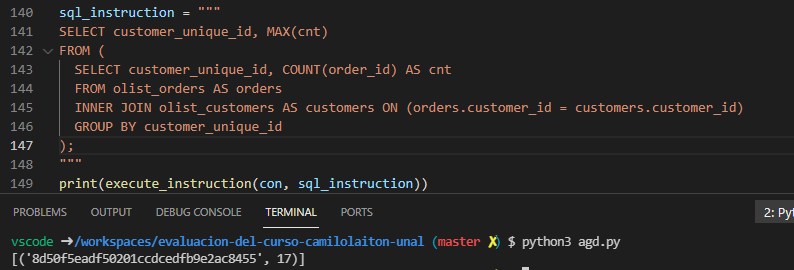 140 sql_instruction = """
141 SELECT customer_unique_id, MAX(cnt)
142 FROM (
143 SELECT customer_unique_id, COUNT(order_id) AS cnt
144 FROM olist_orders AS orders
145 INNER JOIN olist_customers AS customers ON (orders.customer_id = customers.customer_id)
146 GROUP BY customer_unique_id
147 );
148 """
149 print(execute_instruction(con, sql_instruction))
PROBLEMS OUTPUT DEBUG CONSOLE TERMINAL PORTS 2: Pyt
vscode ➜/workspaces/evaluacion-del-curso-camilolaiton-unal (master ✗) $ python3 agd.py
[('8d50f5eadf50201ccdcedfb9e2ac8455', 17)]